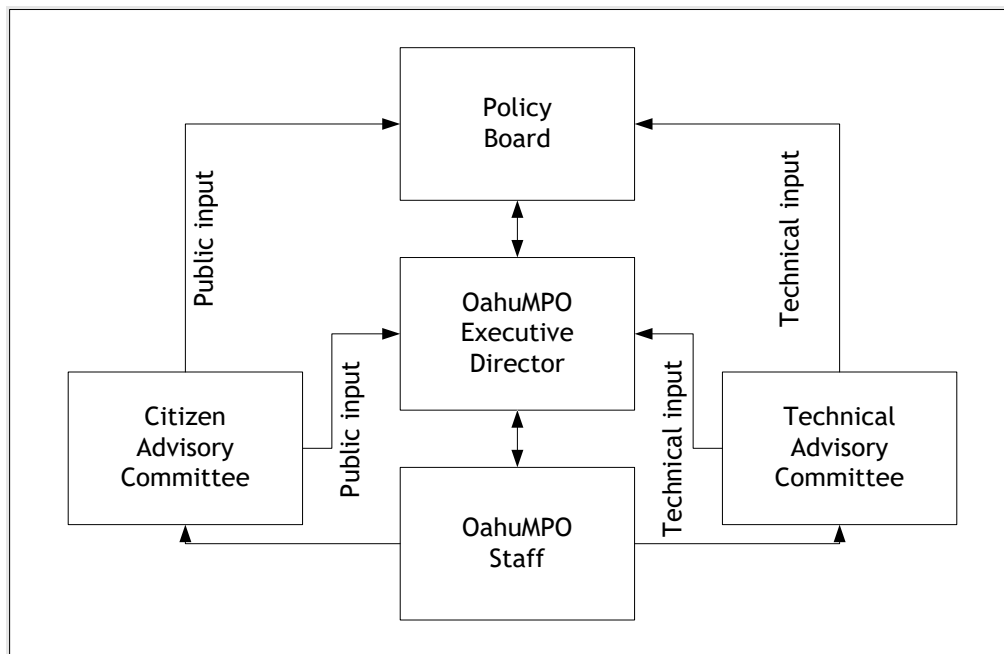 Policy
Board
Public input
Technical input
OahuMPO
Executive
Director
Citizen
Advisory
Committee
Public input
Technical input
Technical
Advisory
Committee
OahuMPO
Staff